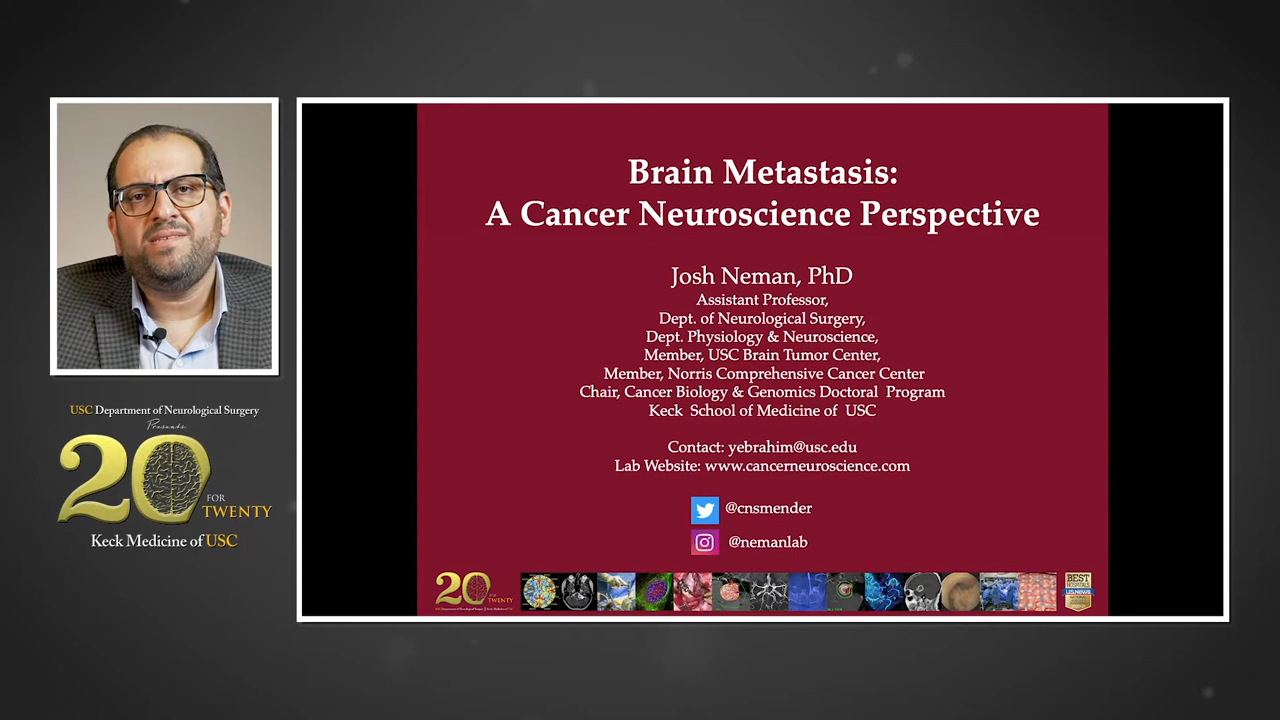 USC Department of Neurological Surgery
Presents
20
FOR
TWENTY
Keck Medicine of USC
Brain Metastasis:
A Cancer Neuroscience Perspective
Josh Neman, PhD
Assistant Professor,
Dept. of Neurological Surgery,
Dept. Physiology & Neuroscience,
Member, USC Brain Tumor Center,
Member, Norris Comprehensive Cancer Center
Chair, Cancer Biology & Genomics Doctoral Program
Keck School of Medicine of USC
Contact: yebrahim@usc.edu
Lab Website: www.cancerneuroscience.com
@cnsmender
@nemanlab
20
FOR
TWENTY
BEST
HOSPITALS
U.S.NEWS